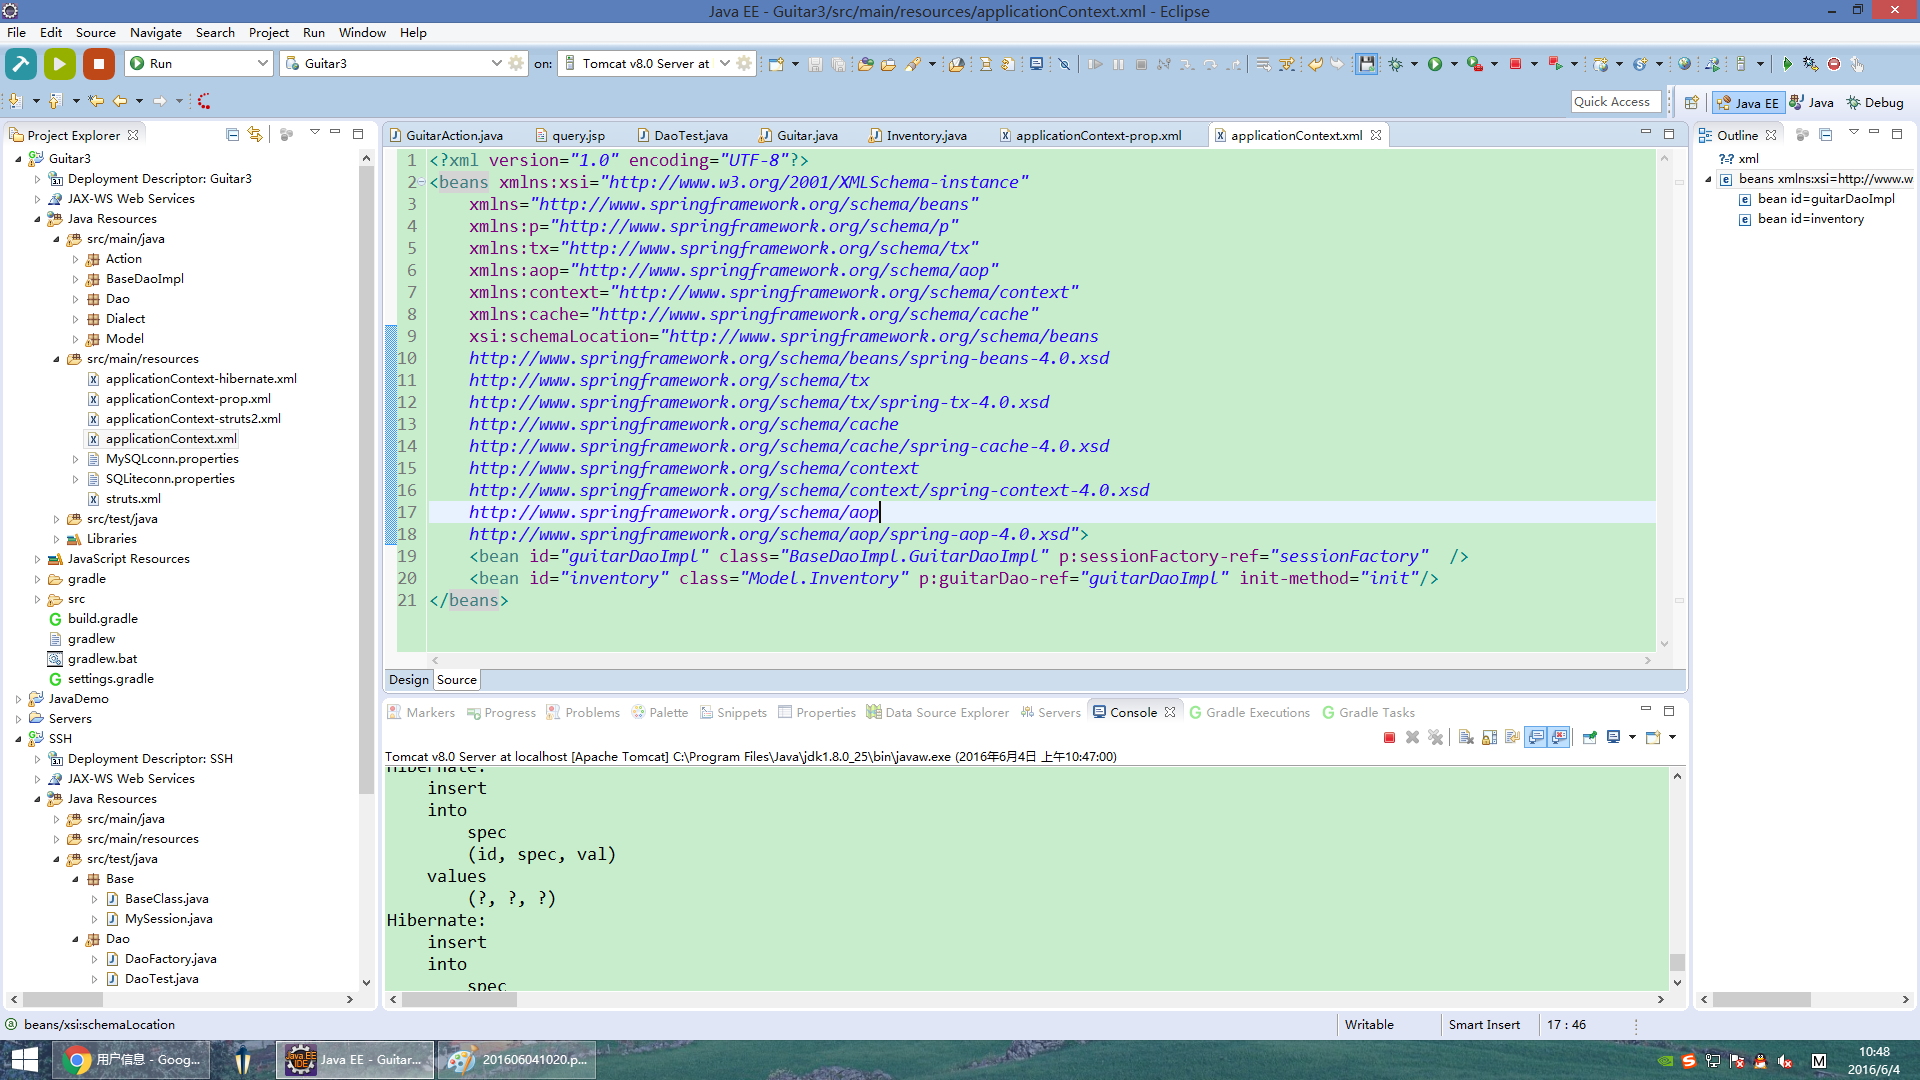 Java EE - Guitar3/src/main/resources/applicationContext.xml - Eclipse
File Edit Source Navigate Search Project Run Window Help
Run Guitar3 on: Tomcat v8.0 Server at
Quick Access Java EE Java Debug
Project Explorer
Guitar3
Deployment Descriptor: Guitar3
JAX-WS Web Services
Java Resources
src/main/java
Action
BaseDaoImpl
Dao
Dialect
Model
src/main/resources
applicationContext-hibernate.xml
applicationContext-prop.xml
applicationContext-struts2.xml
applicationContext.xml
MySQLconn.properties
SQLiteconn.properties
struts.xml
src/test/java
Libraries
JavaScript Resources
gradle
src
build.gradle
gradlew
gradlew.bat
settings.gradle
JavaDemo
Servers
SSH
Deployment Descriptor: SSH
JAX-WS Web Services
Java Resources
src/main/java
src/main/resources
src/test/java
Base
BaseClass.java
MySession.java
Dao
DaoFactory.java
DaoTest.java
GuitarAction.java query.jsp DaoTest.java Guitar.java Inventory.java applicationContext-prop.xml applicationContext.xml
1 <?xml version="1.0" encoding="UTF-8"?>
2 <beans xmlns:xsi="http://www.w3.org/2001/XMLSchema-instance"
3 xmlns="http://www.springframework.org/schema/beans"
4 xmlns:p="http://www.springframework.org/schema/p"
5 xmlns:tx="http://www.springframework.org/schema/tx"
6 xmlns:aop="http://www.springframework.org/schema/aop"
7 xmlns:context="http://www.springframework.org/schema/context"
8 xmlns:cache="http://www.springframework.org/schema/cache"
9 xsi:schemaLocation="http://www.springframework.org/schema/beans
10 http://www.springframework.org/schema/beans/spring-beans-4.0.xsd
11 http://www.springframework.org/schema/tx
12 http://www.springframework.org/schema/tx/spring-tx-4.0.xsd
13 http://www.springframework.org/schema/cache
14 http://www.springframework.org/schema/cache/spring-cache-4.0.xsd
15 http://www.springframework.org/schema/context
16 http://www.springframework.org/schema/context/spring-context-4.0.xsd
17 http://www.springframework.org/schema/aop
18 http://www.springframework.org/schema/aop/spring-aop-4.0.xsd">
19 <bean id="guitarDaoImpl" class="BaseDaoImpl.GuitarDaoImpl" p:sessionFactory-ref="sessionFactory" />
20 <bean id="inventory" class="Model.Inventory" p:guitarDao-ref="guitarDaoImpl" init-method="init"/>
21 </beans>
Design Source
Outline
?-? xml
beans xmlns:xsi=http://www.w
bean id=guitarDaoImpl
bean id=inventory
Markers Progress Problems Palette Snippets Properties Data Source Explorer Servers Console Gradle Executions Gradle Tasks
Tomcat v8.0 Server at localhost [Apache Tomcat] C:\Program Files\Java\jdk1.8.0_25\bin\javaw.exe (2016年6月4日 上午10:47:00)
Hibernate:
insert
into
spec
(id, spec, val)
values
(?, ?, ?)
Hibernate:
insert
into
spec
beans/xsi:schemaLocation Writable Smart Insert 17 : 46
用户信息 - Goog... Java EE - Guitar... 201606041020.p... M 10:48
2016/6/4